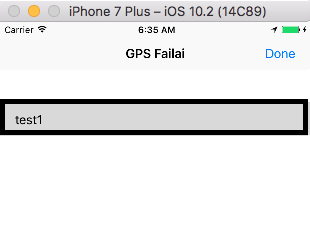 iPhone 7 Plus – iOS 10.2 (14C89)
Carrier 6:35 AM
GPS Failai Done
test1